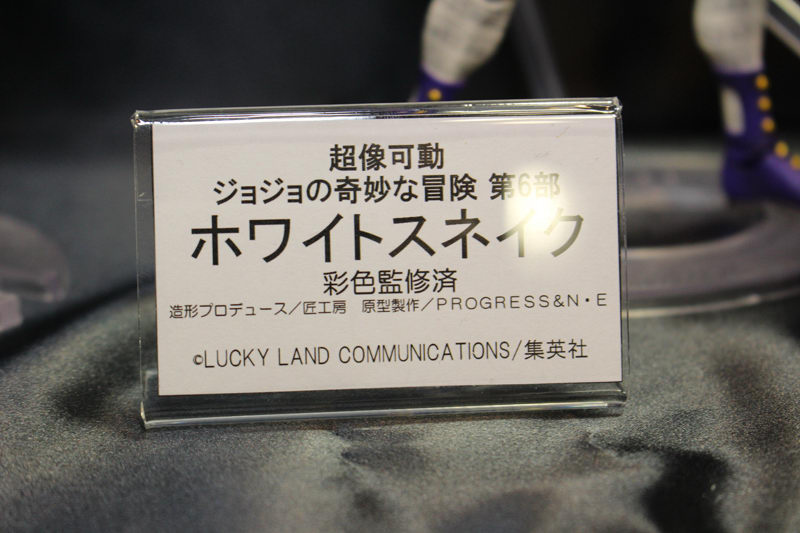 超像可動
ジョジョの奇妙な冒険 第6部
ホワイトスネイク
彩色監修済
造形プロデュース／匠工房　原型製作／PROGRESS&N・E
©LUCKY LAND COMMUNICATIONS/集英社